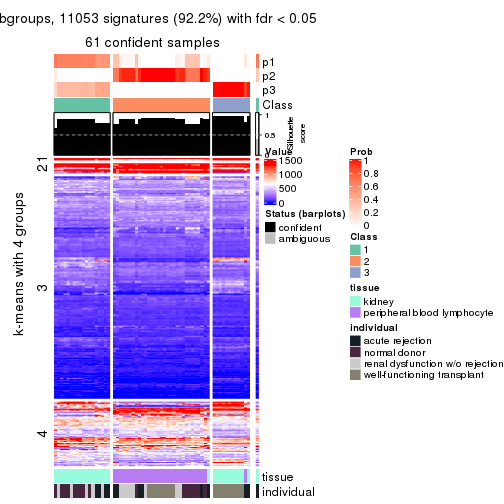 bgroups, 11053 signatures (92.2%) with fdr < 0.05
61 confident samples
p1
p2
p3
Class
1
0.5
0
Silhouette
score
k-means with 4 groups
1
2
3
4
tissue
individual
Value
1500
1000
500
0
Status (barplots)
confident
ambiguous
Prob
1
0.8
0.6
0.4
0.2
0
Class
1
2
3
tissue
kidney
peripheral blood lymphocyte
individual
acute rejection
normal donor
renal dysfunction w/o rejection
well-functioning transplant